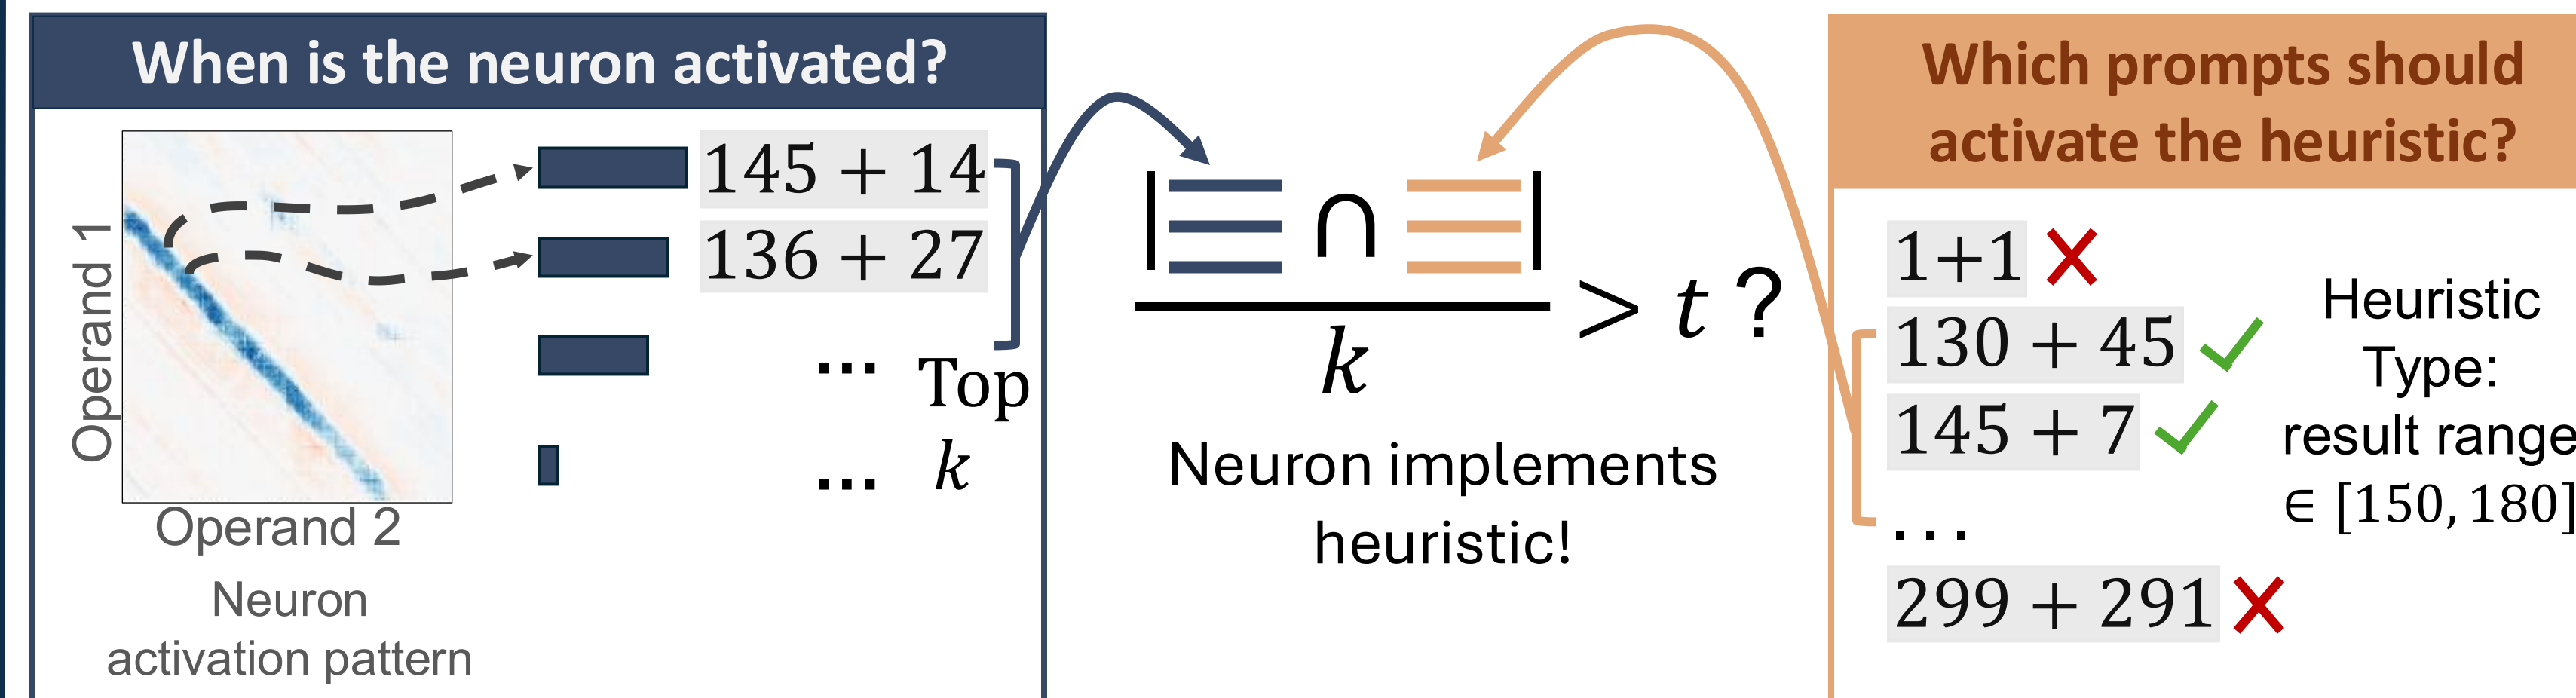 When is the neuron activated?
Operand 1
Operand 2
Neuron
activation pattern
145 + 14
136 + 27
...
Top
... k
| ∩ |
k
> t ?
Neuron implements
heuristic!
Which prompts should
activate the heuristic?
1+1
130 + 45
145 + 7
...
299 + 291
Heuristic
Type:
result range
∈ [150, 180]